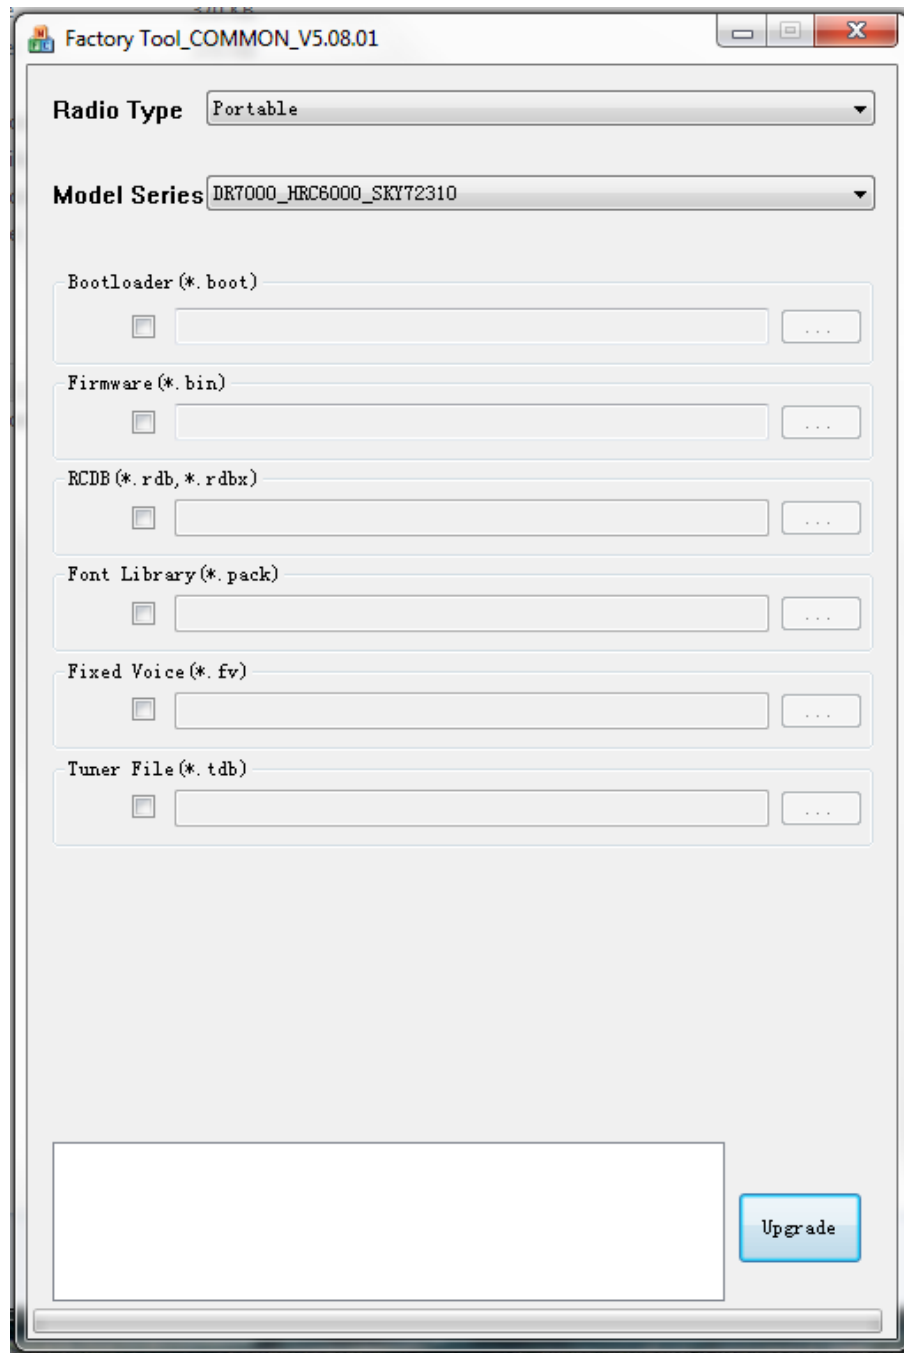 Factory Tool_COMMON_V5.08.01
Radio Type Portable
Model Series DR7000_HRC6000_SKY72310
Bootloader(*.boot)
...
Firmware(*.bin)
...
RCDB(*.rdb,*.rdbx)
...
Font Library(*.pack)
...
Fixed Voice(*.fv)
...
Tuner File(*.tdb)
...
Upgrade